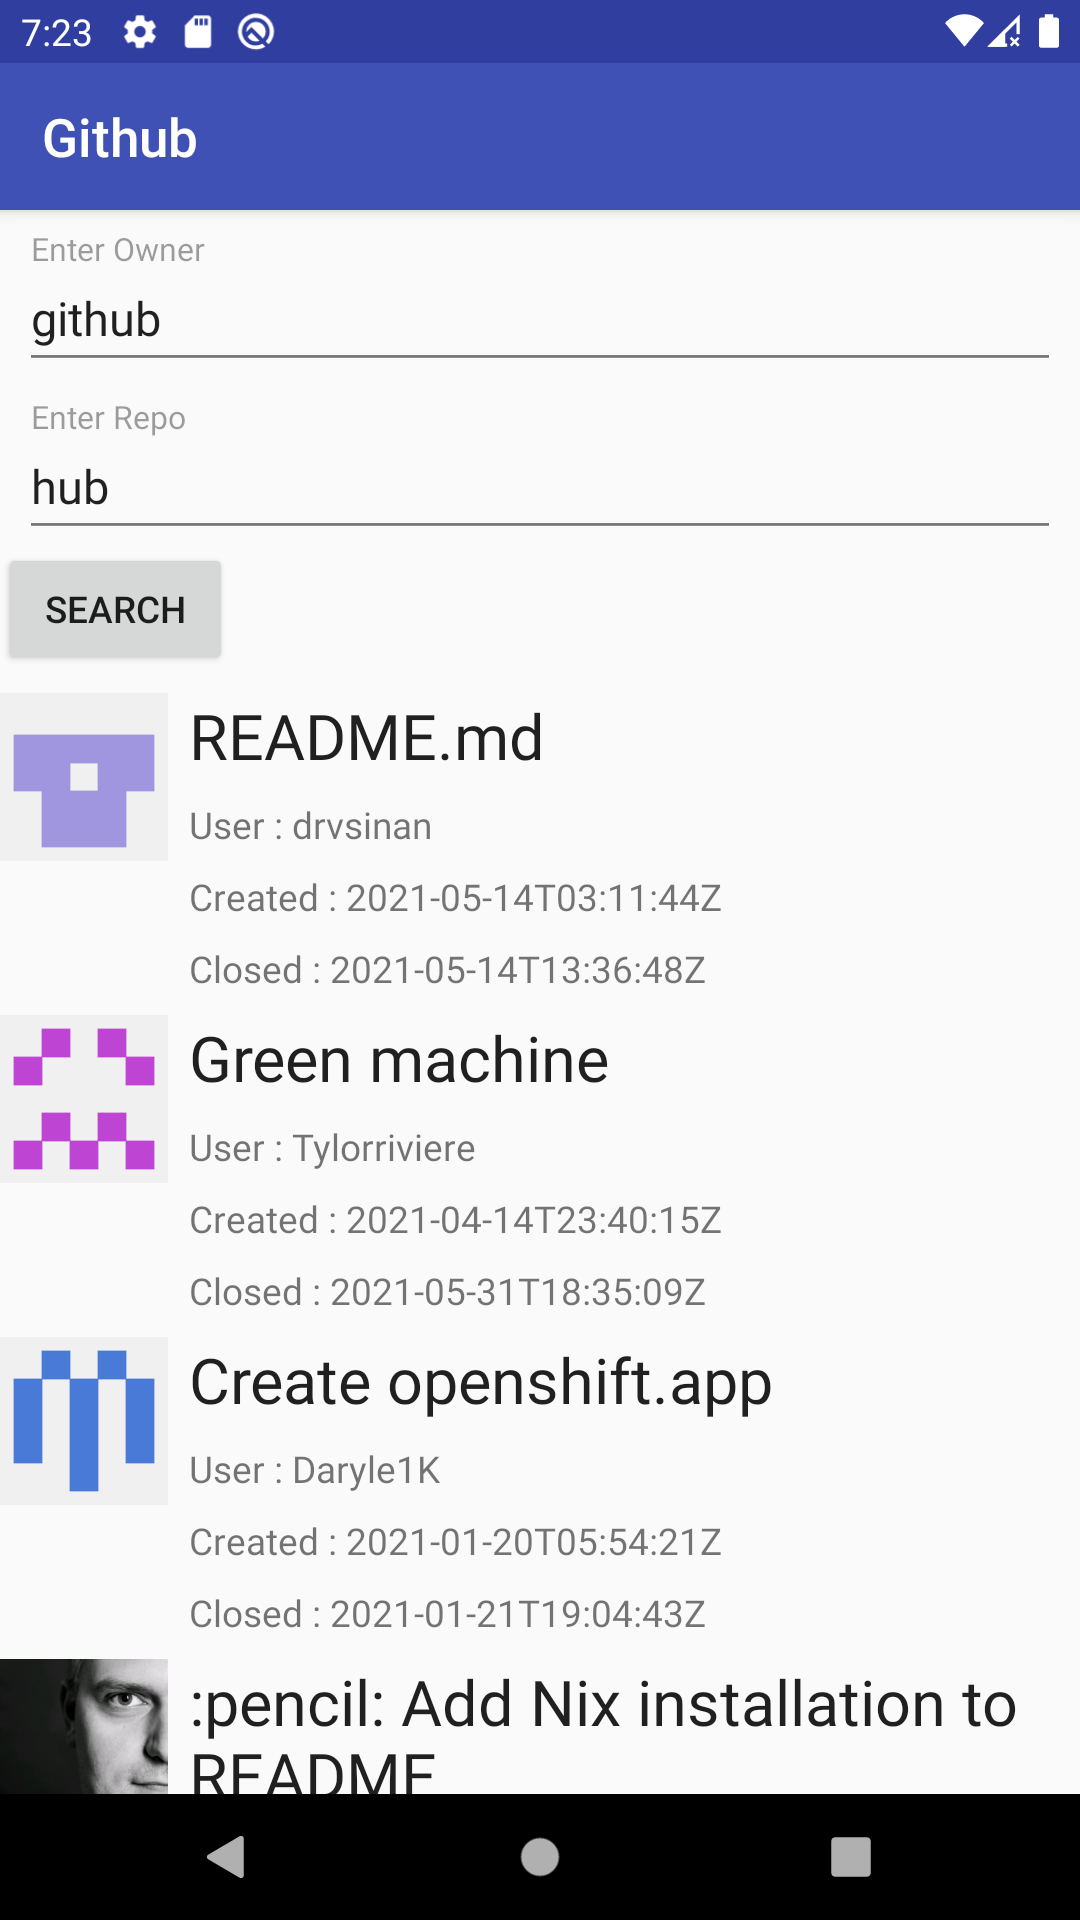 7:23
Github
Enter Owner
github
Enter Repo
hub
SEARCH
README.md
User : drvsinan
Created : 2021-05-14T03:11:44Z
Closed : 2021-05-14T13:36:48Z
Green machine
User : Tylorriviere
Created : 2021-04-14T23:40:15Z
Closed : 2021-05-31T18:35:09Z
Create openshift.app
User : Daryle1K
Created : 2021-01-20T05:54:21Z
Closed : 2021-01-21T19:04:43Z
:pencil: Add Nix installation to
README